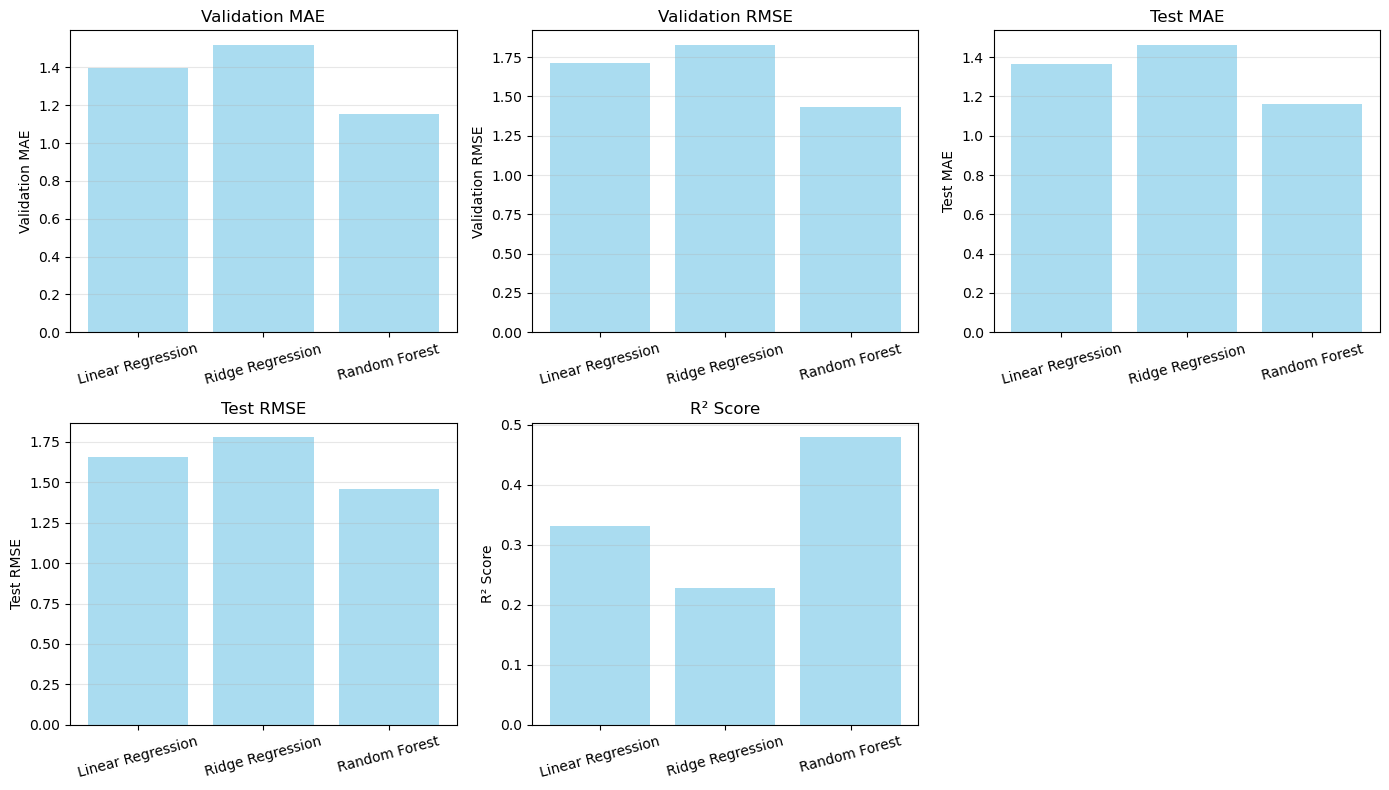 Validation MAE
Validation MAE
1.4
1.2
1.0
0.8
0.6
0.4
0.2
0.0
Linear Regression
Ridge Regression
Random Forest
Validation RMSE
Validation RMSE
1.75
1.50
1.25
1.00
0.75
0.50
0.25
0.00
Linear Regression
Ridge Regression
Random Forest
Test MAE
Test MAE
1.4
1.2
1.0
0.8
0.6
0.4
0.2
0.0
Linear Regression
Ridge Regression
Random Forest
Test RMSE
Test RMSE
1.75
1.50
1.25
1.00
0.75
0.50
0.25
0.00
Linear Regression
Ridge Regression
Random Forest
R² Score
R² Score
0.5
0.4
0.3
0.2
0.1
0.0
Linear Regression
Ridge Regression
Random Forest